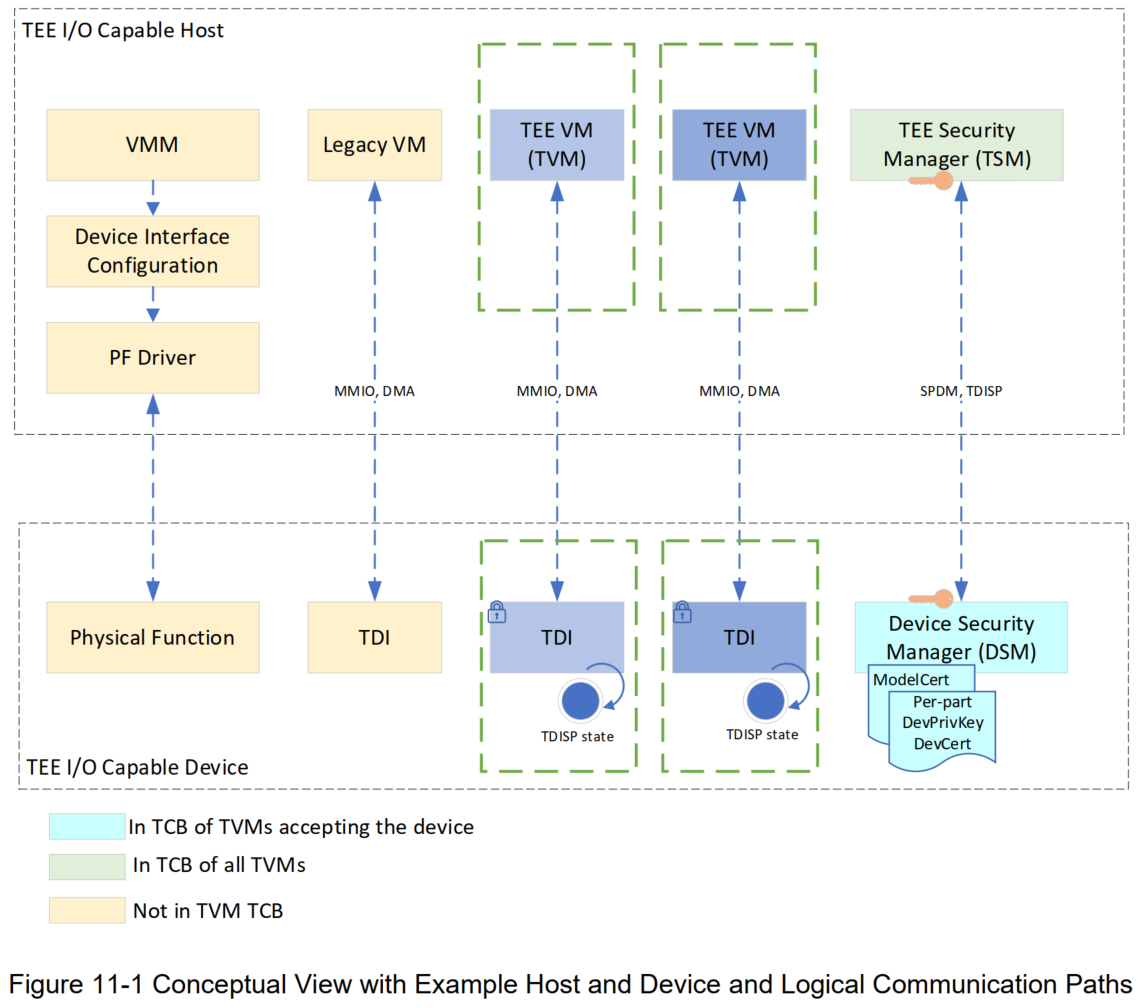 TEE I/O Capable Host
VMM
Legacy VM
TEE VM
(TVM)
TEE VM
(TVM)
TEE Security
Manager (TSM)
Device Interface
Configuration
PF Driver
MMIO, DMA
MMIO, DMA
MMIO, DMA
SPDM, TDISP
Physical Function
TDI
TDI
TDI
Device Security
Manager (DSM)
ModelCert
Per-part
DevPrivKey
DevCert
TDISP state
TDISP state
TEE I/O Capable Device
In TCB of TVMs accepting the device
In TCB of all TVMs
Not in TVM TCB
Figure 11-1 Conceptual View with Example Host and Device and Logical Communication Paths